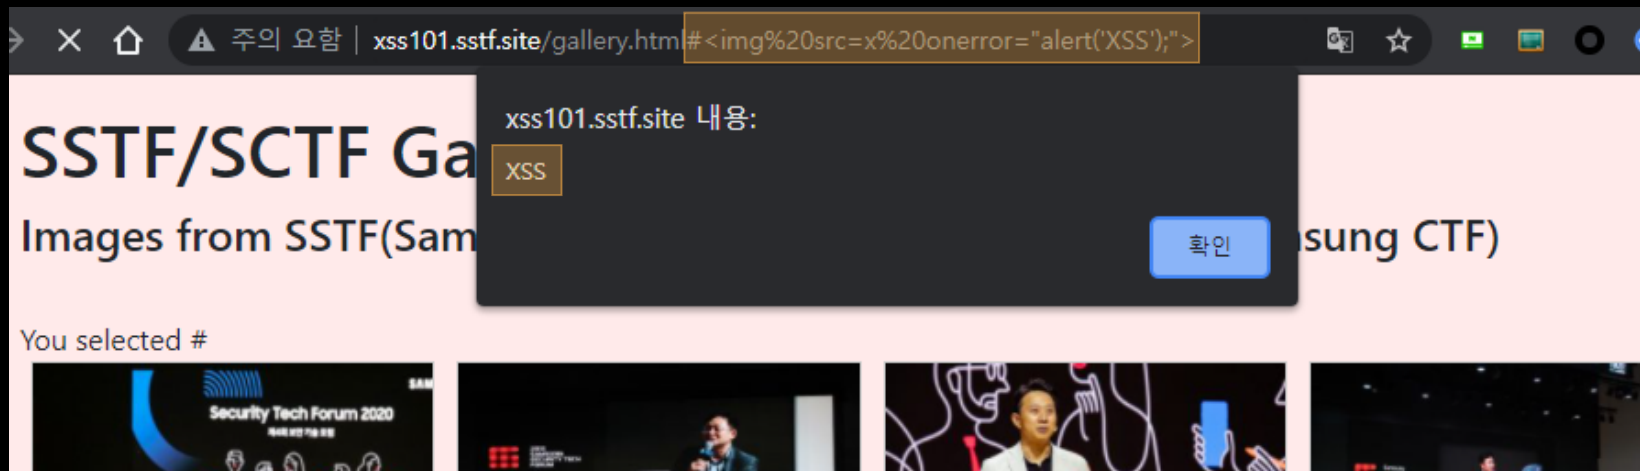 주의 요함 | xss101.sstf.site/gallery.html#<img%20src=x%20onerror="alert('XSS');">
xss101.sstf.site 내용:
XSS
확인
SSTF/SCTF Ga
Images from SSTF(Sam
sung CTF)
You selected #
SAM
Security Tech Forum 2020